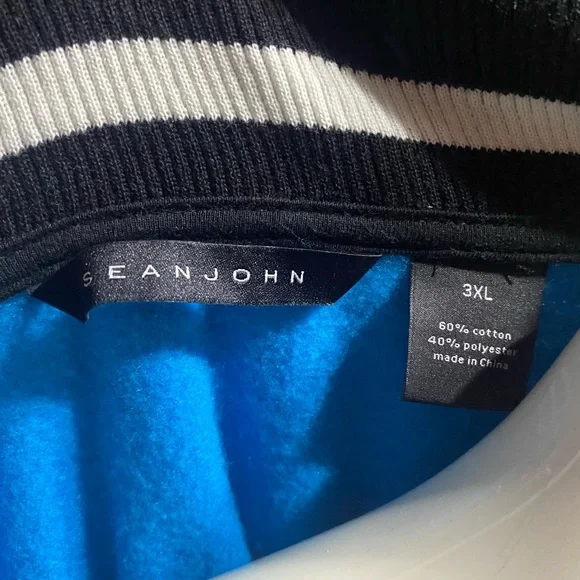 SEANJOHN
3XL
60% cotton
40% polyester
made in China